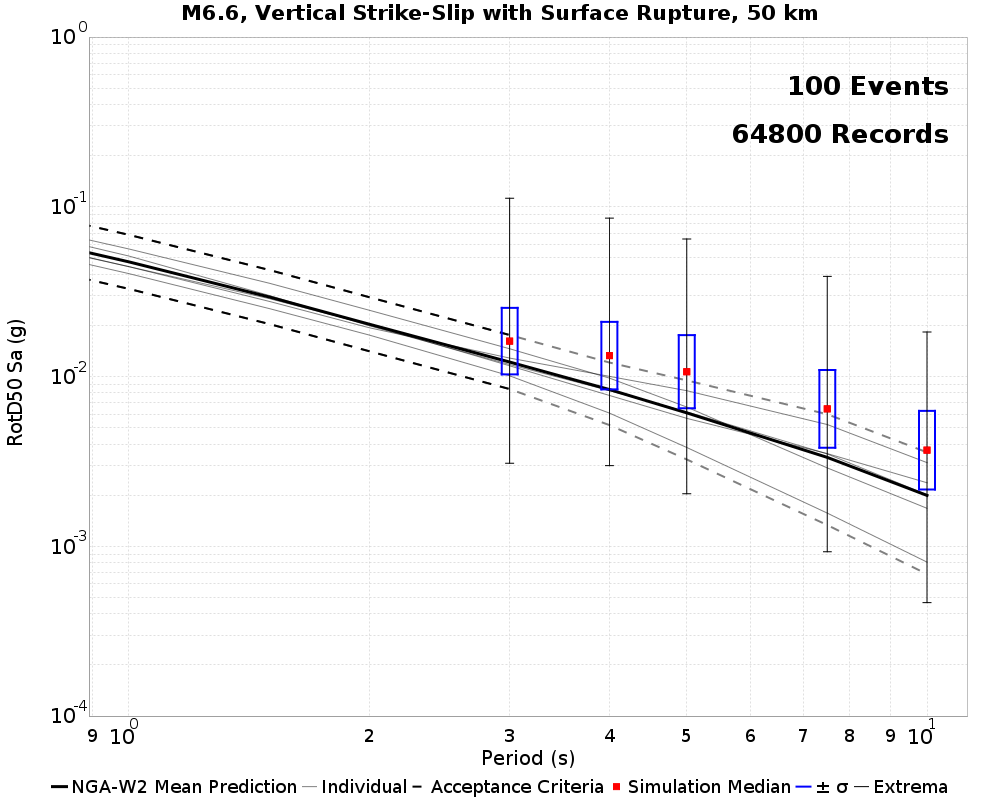 M6.6, Vertical Strike-Slip with Surface Rupture, 50 km
100 Events
64800 Records
RotD50 Sa (g)
10^0
10^-1
10^-2
10^-3
10^-4
9 10^0 2 3 4 5 6 7 8 9 10^1
Period (s)
NGA-W2 Mean Prediction Individual Acceptance Criteria Simulation Median ± σ Extrema